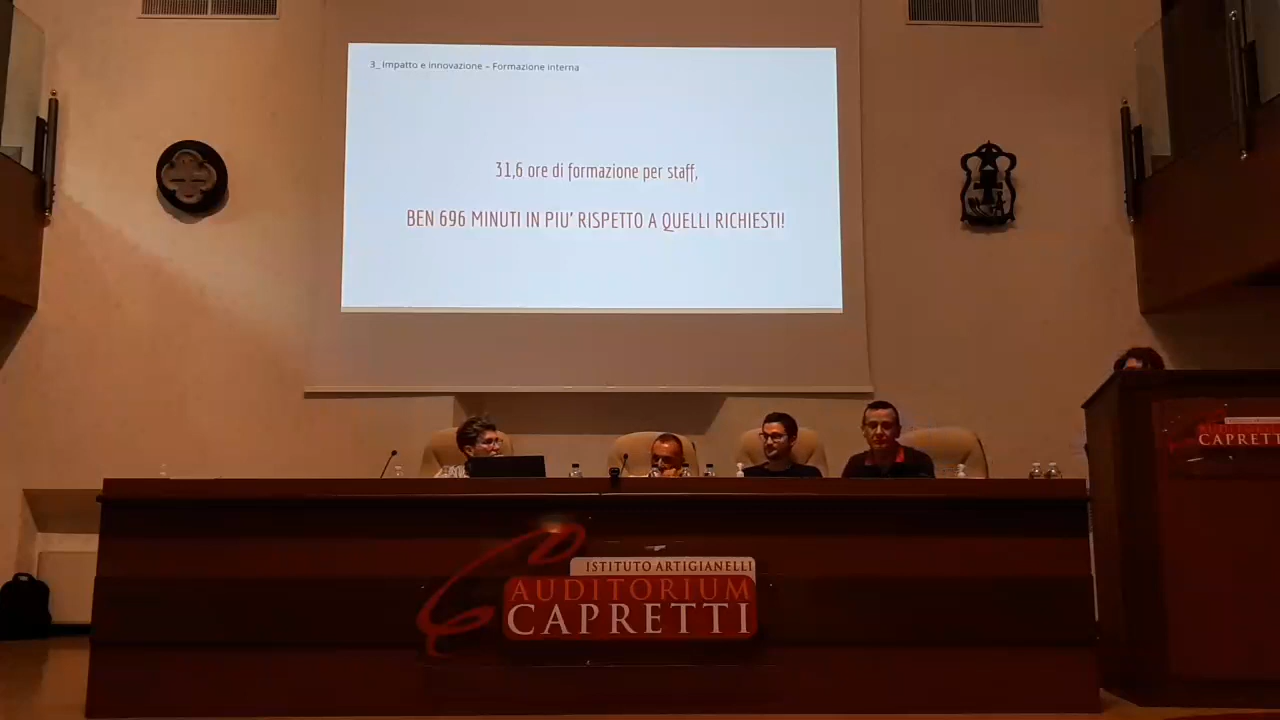 3_ Impatto e innovazione – Formazione interna
31,6 ore di formazione per staff,
BEN 696 MINUTI IN PIU' RISPETTO A QUELLI RICHIESTI!
ISTITUTO ARTIGIANELLI
AUDITORIUM
CAPRETTI
CAPRETTI